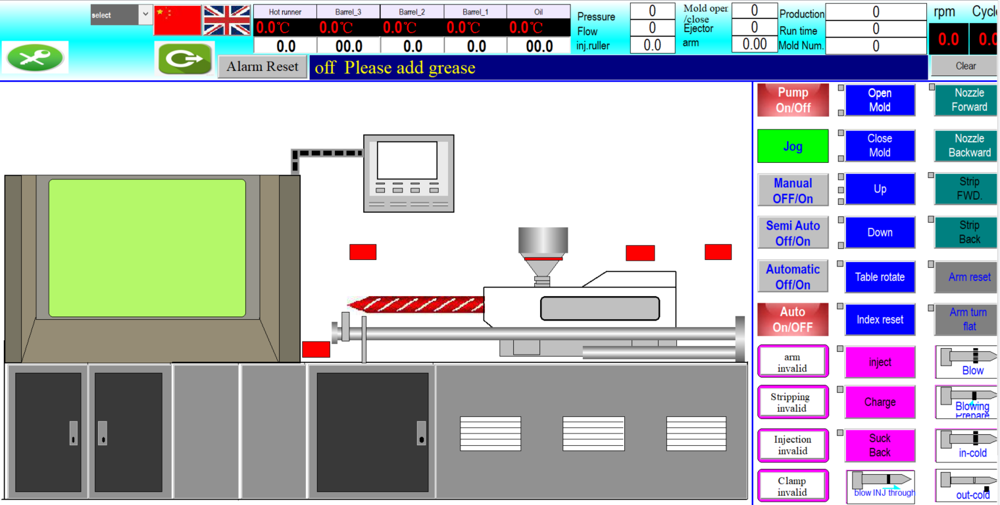 select
Hot runner Barrel_3 Barrel_2 Barrel_1 Oil
0.0℃ 0.0℃ 0.0℃ 0.0℃ 0.0℃
0.0 00.0 0.0 0.0 00.0
Pressure 0
Flow 0
inj.ruller 0.0
Mold oper
/close 0
Ejector 0
arm 0.00
Production 0
Run time 0
Mold Num. 0
rpm Cycl
0.0 0.0
Clear
Alarm Reset
off Please add grease
Pump
On/Off
Open
Mold
Nozzle
Forward
Jog
Close
Mold
Nozzle
Backward
Manual
OFF/On
Up
Strip
FWD.
Semi Auto
Off/On
Down
Strip
Back
Automatic
Off/On
Table rotate
Arm reset
Auto
On/OFF
Index reset
Arm turn
flat
arm
invalid
inject
Blow
Stripping
invalid
Charge
Blowing
Prepare
Injection
invalid
Suck
Back
in-cold
Clamp
invalid
blow INJ through
out-cold